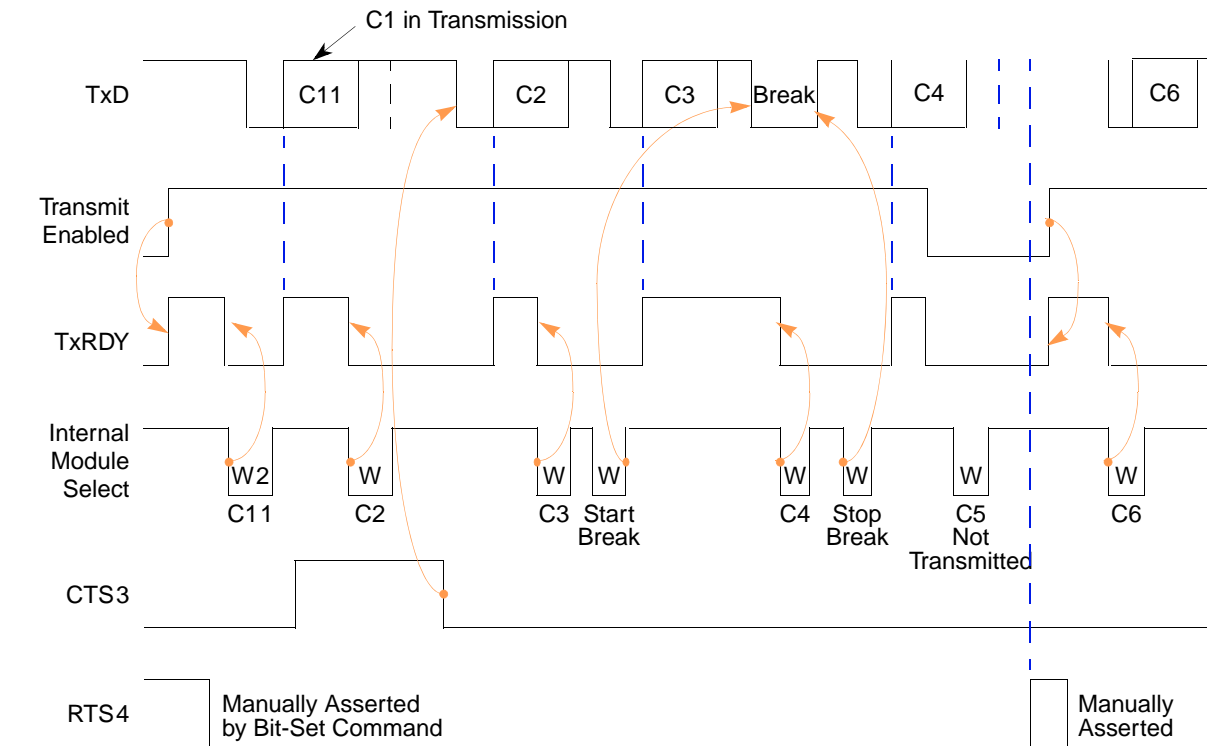 C1 in Transmission
TxD
C11
C2
C3
Break
C4
C6
Transmit
Enabled
TxRDY
Internal
Module
Select
W2
W
W
W
W
W
W
W
C11
C2
C3
Start
Break
C4
Stop
Break
C5
Not
Transmitted
C6
CTS3
RTS4
Manually Asserted
by Bit-Set Command
Manually
Asserted